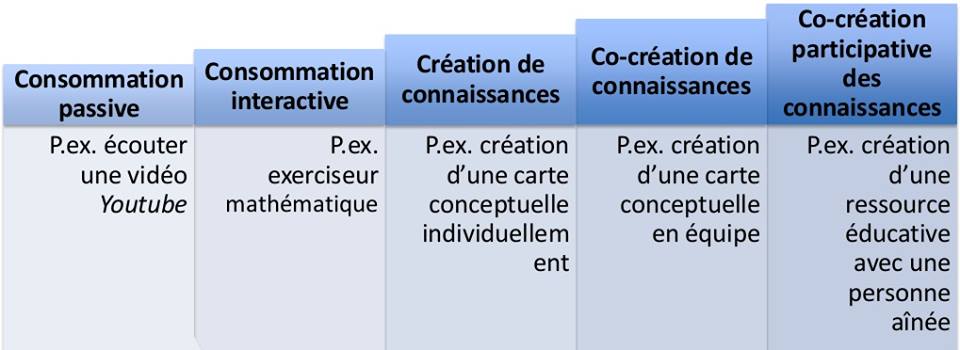 Consommation
passive
P.ex. écouter
une vidéo
Youtube
Consommation
interactive
P.ex.
exerciseur
mathématique
Création de
connaissances
P.ex. création
d’une carte
conceptuelle
individuellem
ent
Co-création de
connaissances
P.ex. création
d’une carte
conceptuelle
en équipe
Co-création
participative
des
connaissances
P.ex. création
d’une
ressource
éducative
avec une
personne
aînée